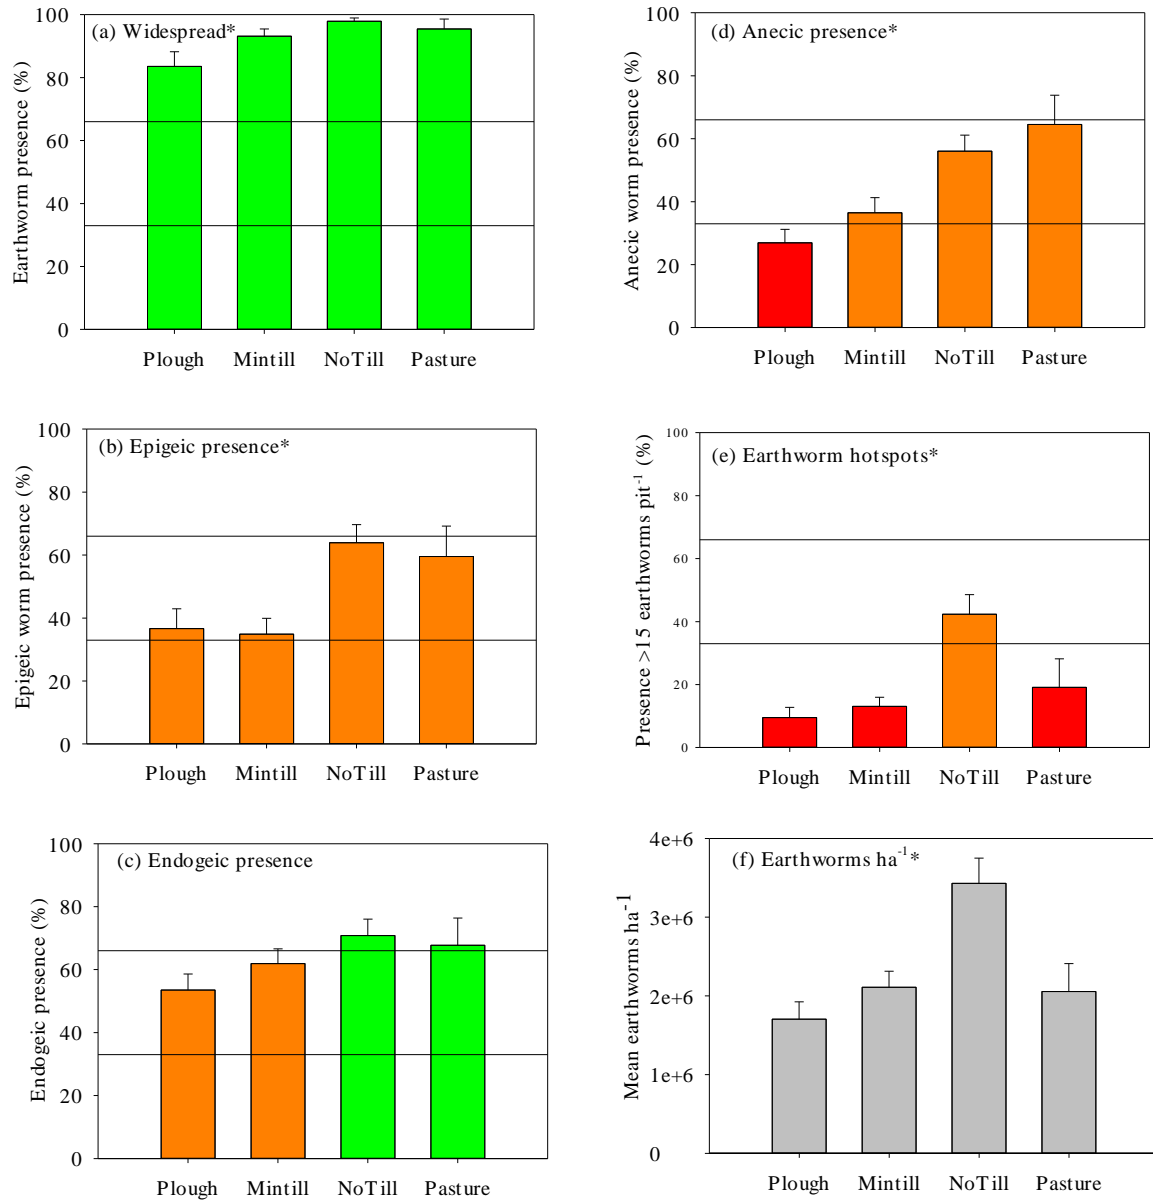 (a) Widespread*
Earthworm presence (%)
100
80
60
40
20
0
Plough Mintill NoTill Pasture
(d) Anecic presence*
Anecic worm presence (%)
100
80
60
40
20
0
Plough Mintill NoTill Pasture
(b) Epigeic presence*
Epigeic worm presence (%)
100
80
60
40
20
0
Plough Mintill NoTill Pasture
(e) Earthworm hotspots*
Presence >15 earthworms pit⁻¹ (%)
100
80
60
40
20
0
Plough Mintill NoTill Pasture
(c) Endogeic presence
Endogeic presence (%)
100
80
60
40
20
0
Plough Mintill NoTill Pasture
(f) Earthworms ha⁻¹*
Mean earthworms ha⁻¹
4e+6
3e+6
2e+6
1e+6
0
Plough Mintill NoTill Pasture